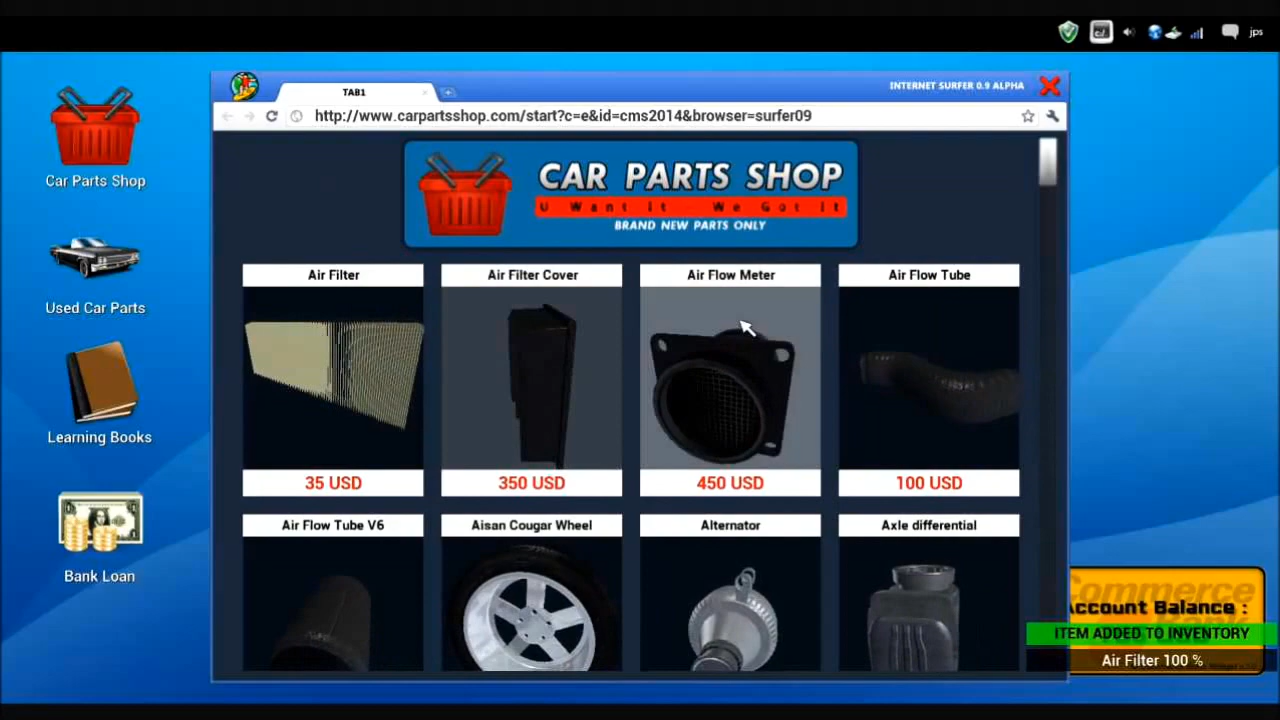 jps
TAB1
INTERNET SURFER 0.9 ALPHA
http://www.carpartsshop.com/start?c=e&id=cms2014&browser=surfer09
Car Parts Shop
Used Car Parts
Learning Books
Bank Loan
CAR PARTS SHOP
U Want It - We Got It
BRAND NEW PARTS ONLY
Air Filter
Air Filter Cover
Air Flow Meter
Air Flow Tube
35 USD
350 USD
450 USD
100 USD
Air Flow Tube V6
Aisan Cougar Wheel
Alternator
Axle differential
Commerce
Account Balance :
ITEM ADDED TO INVENTORY
Air Filter 100 %